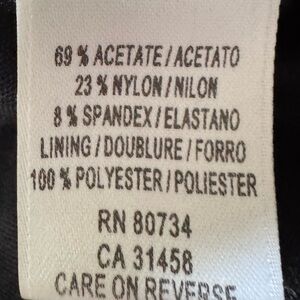 69 % ACETATE / ACETATO
23 % NYLON / NILON
8 % SPANDEX / ELASTANO
LINING / DOUBLURE / FORRO
100 % POLYESTER / POLIESTER
RN 80734
CA 31458
CARE ON REVERSE